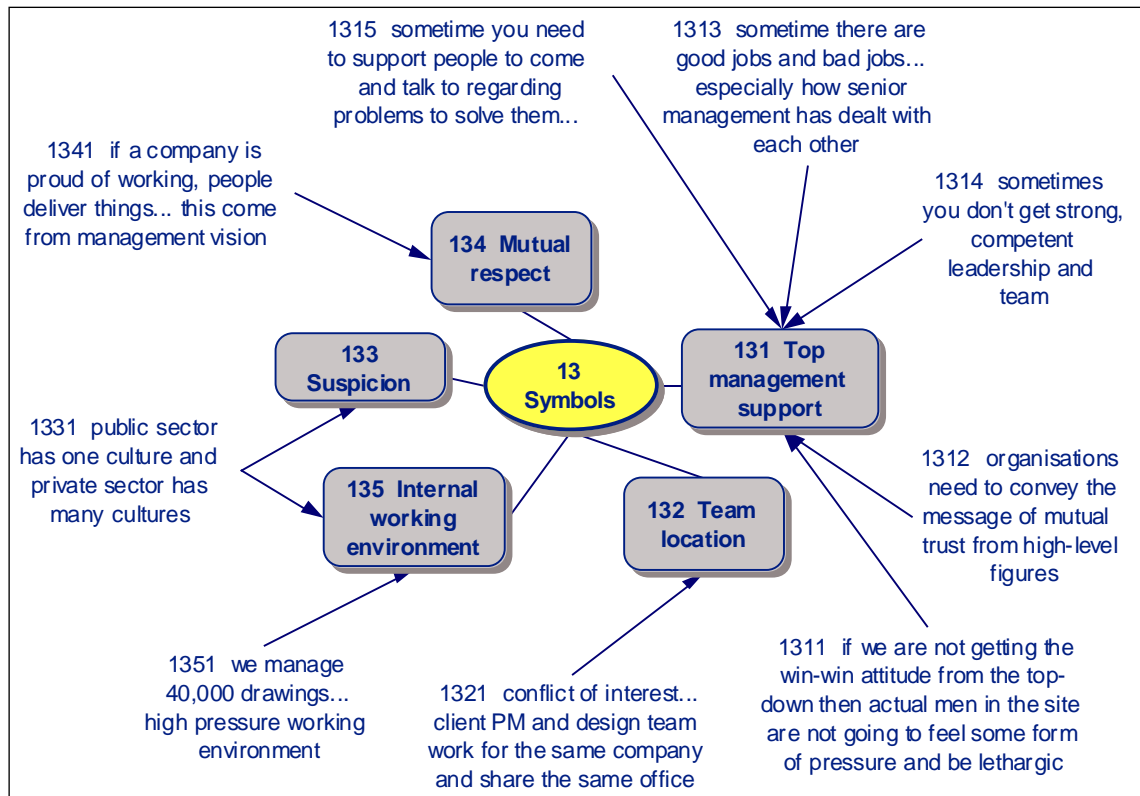 1315 sometime you need
to support people to come
and talk to regarding
problems to solve them...
1313 sometime there are
good jobs and bad jobs...
especially how senior
management has dealt with
each other
1341 if a company is
proud of working, people
deliver things... this come
from management vision
1314 sometimes
you don't get strong,
competent
leadership and
team
134 Mutual
respect
133
Suspicion
13
Symbols
131 Top
management
support
1331 public sector
has one culture and
private sector has
many cultures
135 Internal
working
environment
132 Team
location
1312 organisations
need to convey the
message of mutual
trust from high-level
figures
1351 we manage
40,000 drawings...
high pressure working
environment
1321 conflict of interest...
client PM and design team
work for the same company
and share the same office
1311 if we are not getting the
win-win attitude from the top-
down then actual men in the site
are not going to feel some form
of pressure and be lethargic